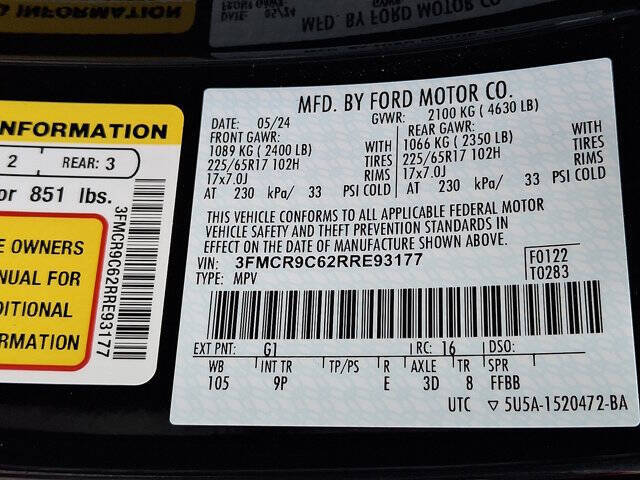 MFD. BY FORD MOTOR CO.
DATE: 05/24 GVWR: 2100 KG ( 4630 LB)
FRONT GAWR: REAR GAWR:
1089 KG ( 2400 LB) WITH 1066 KG ( 2350 LB) WITH
225/65R17 102H TIRES 225/65R17 102H TIRES
17x7.0J RIMS 17x7.0J RIMS
AT 230 kPa/ 33 PSI COLD AT 230 kPa/ 33 PSI COLD
THIS VEHICLE CONFORMS TO ALL APPLICABLE FEDERAL MOTOR
VEHICLE SAFETY AND THEFT PREVENTION STANDARDS IN
EFFECT ON THE DATE OF MANUFACTURE SHOWN ABOVE.
VIN: 3FMCR9C62RRE93177 F0122
TYPE: MPV T0283
EXT PNT: G1 RC: 16 DSO:
WB INT TR TP/PS R AXLE TR SPR
105 9P E 3D 8 FFBB
UTC ▽ 5U5A-1520472-BA
NFORMATION
2 REAR: 3
or 851 lbs.
E OWNERS
NUAL FOR
DITIONAL
RMATION
3FMCR9C62RRE93177